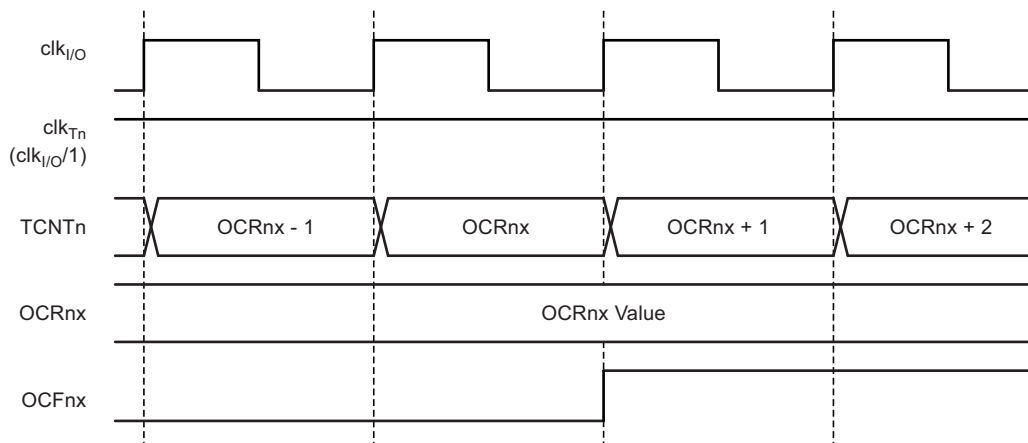 clkI/O
clkTn
(clkI/O/1)
TCNTn OCRnx - 1 OCRnx OCRnx + 1 OCRnx + 2
OCRnx OCRnx Value
OCFnx